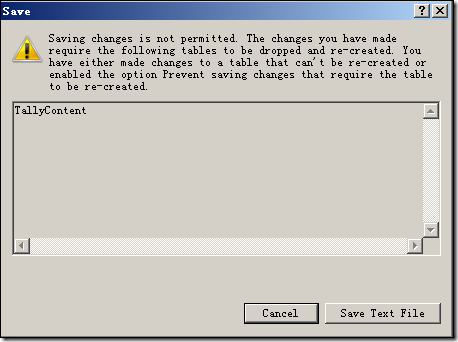 Save
Saving changes is not permitted. The changes you have made
require the following tables to be dropped and re-created. You
have either made changes to a table that can't be re-created or
enabled the option Prevent saving changes that require the table
to be re-created.
TallyContent
Cancel
Save Text File